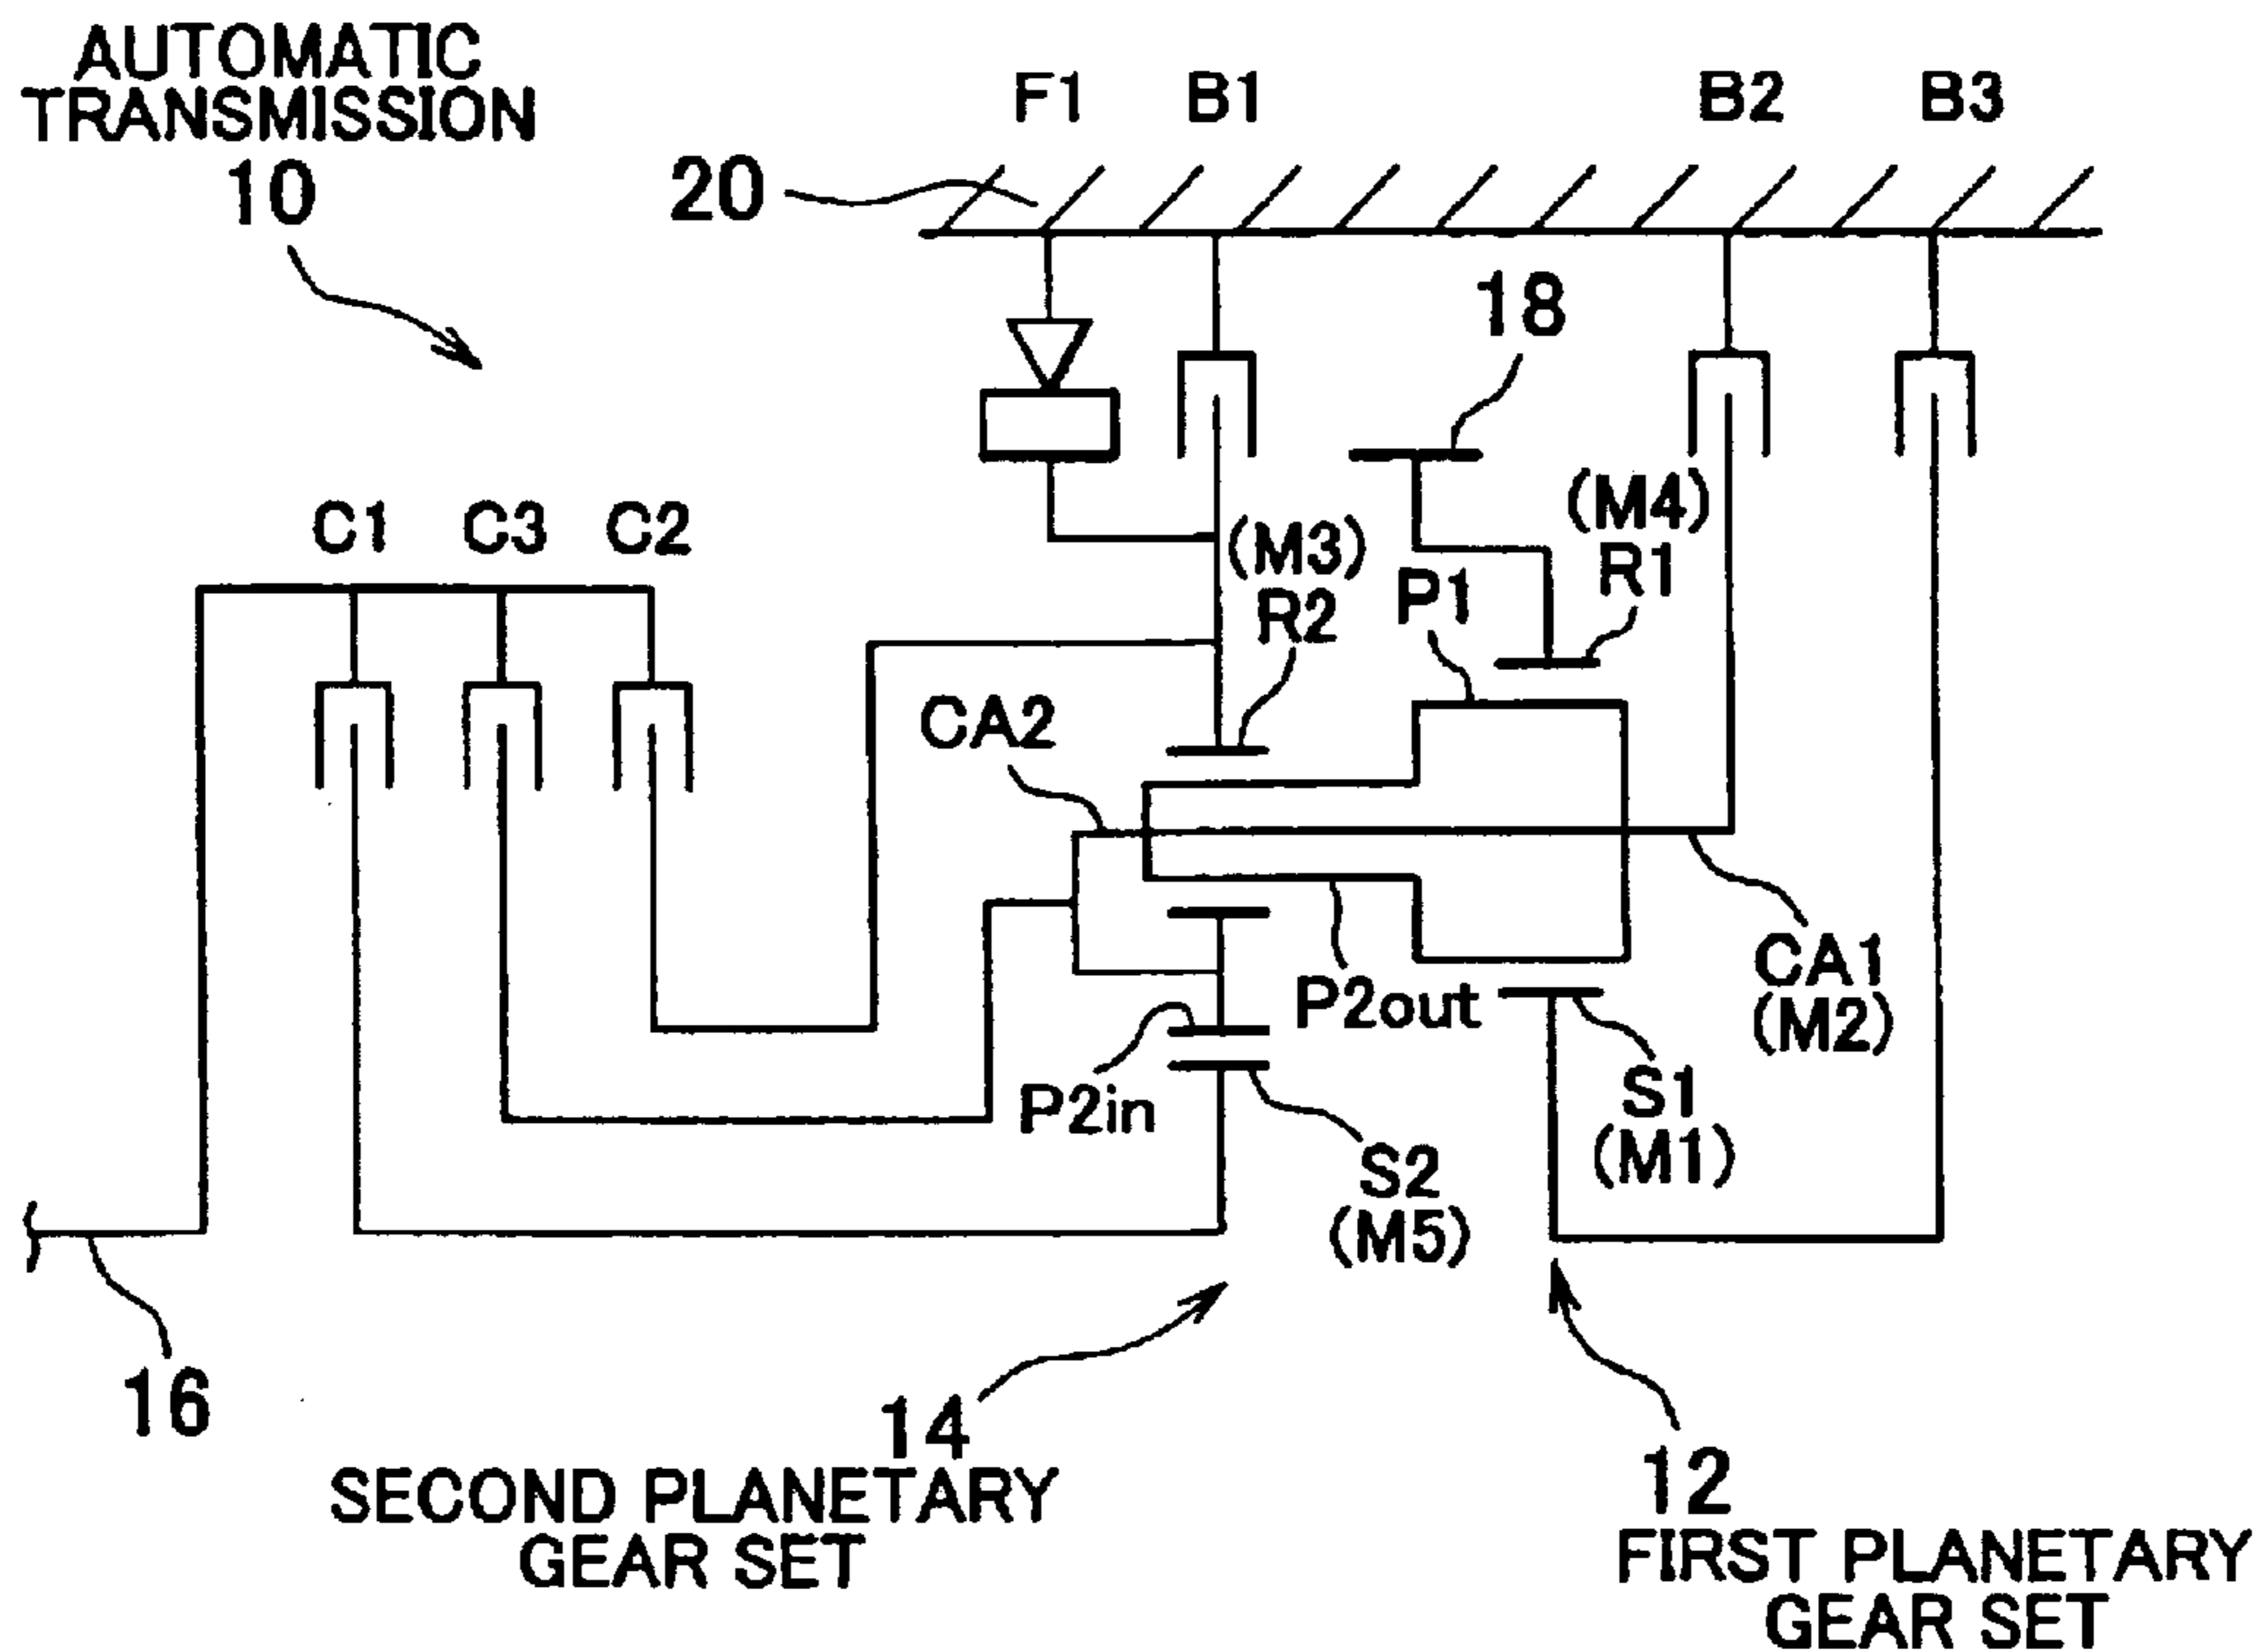 AUTOMATIC
TRANSMISSION
10
F1
B1
B2
B3
20
18
C1
C3
C2
(M3)
R2
P1
(M4)
R1
CA2
CA1
(M2)
P2out
P2in
S1
(M1)
S2
(M5)
16
14
SECOND PLANETARY
GEAR SET
12
FIRST PLANETARY
GEAR SET